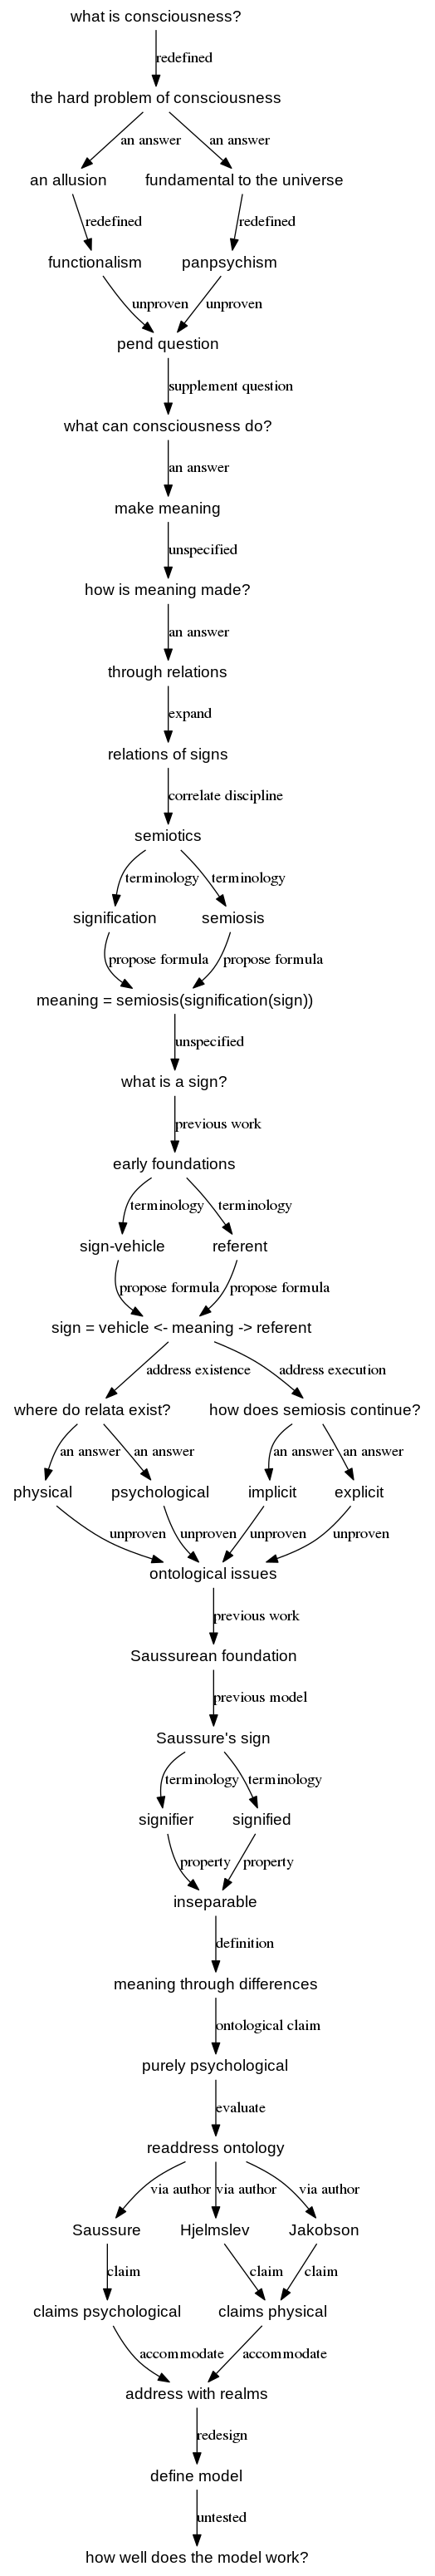 what is consciousness?
redefined
the hard problem of consciousness
an answer an answer
an allusion fundamental to the universe
redefined redefined
functionalism panpsychism
unproven unproven
pend question
supplement question
what can consciousness do?
an answer
make meaning
unspecified
how is meaning made?
an answer
through relations
expand
relations of signs
correlate discipline
semiotics
terminology terminology
signification semiosis
propose formula propose formula
meaning = semiosis(signification(sign))
unspecified
what is a sign?
previous work
early foundations
terminology terminology
sign-vehicle referent
propose formula propose formula
sign = vehicle <- meaning -> referent
address existence address execution
where do relata exist? how does semiosis continue?
an answer an answer an answer an answer
physical psychological implicit explicit
unproven unproven unproven unproven
ontological issues
previous work
Saussurean foundation
previous model
Saussure's sign
terminology terminology
signifier signified
property property
inseparable
definition
meaning through differences
ontological claim
purely psychological
evaluate
readdress ontology
via author via author via author
Saussure Hjelmslev Jakobson
claim claim claim
claims psychological claims physical
accommodate accommodate
address with realms
redesign
define model
untested
how well does the model work?